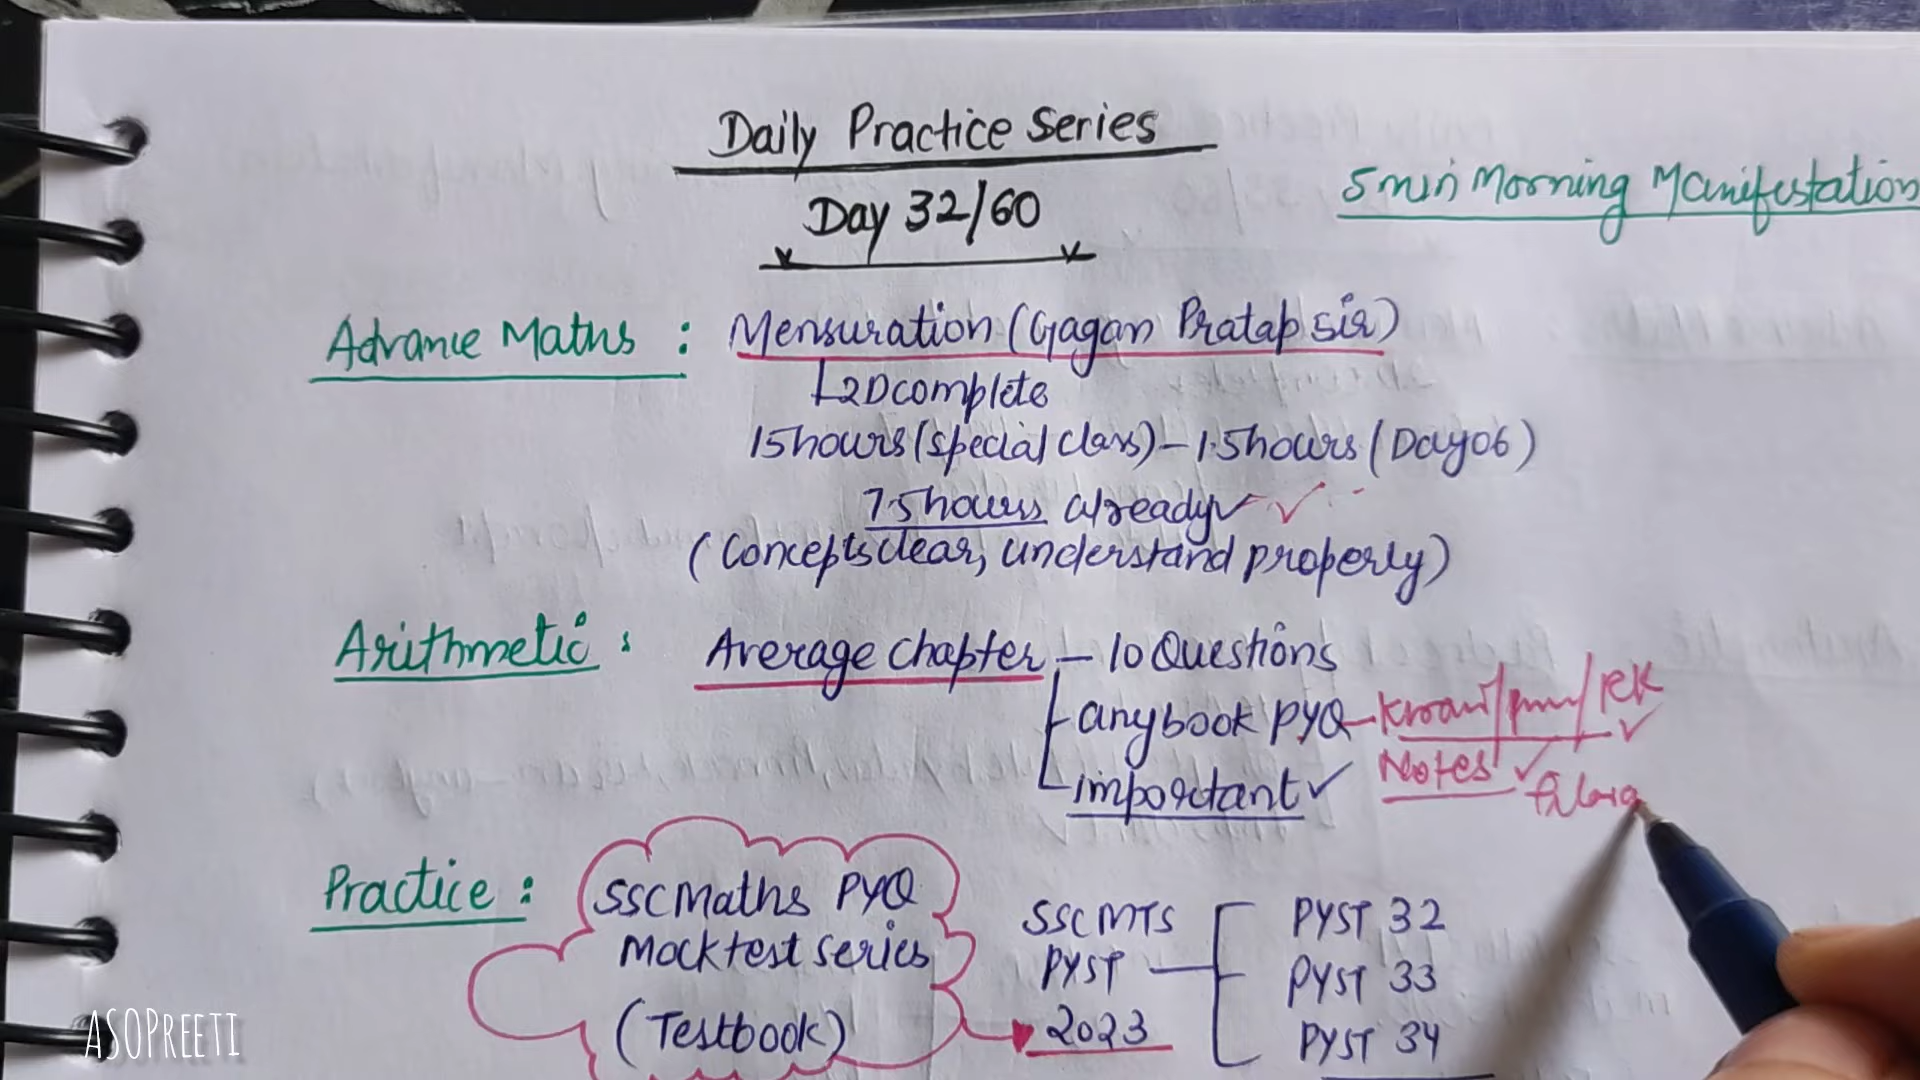 Daily Practice Series
Day 32/60
5 min Morning Manifestation
Advance Maths : Mensuration (Gagan Pratap Sir)
2D complete
15 hours (special class) - 1.5 hours (Day 06)
7.5 hours already
(Concepts clear, understand properly)
Arithmetic : Average chapter - 10 Questions
any book PYQ - / / RK
Notes
important
Practice : SSC Maths PYQ
Mock test series
(Testbook)
SSC MTS
PYST
2023
PYST 32
PYST 33
PYST 34
ASOPREETI